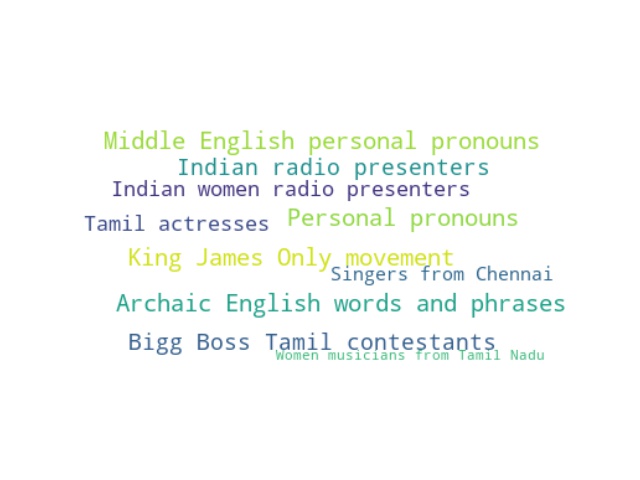 Middle English personal pronouns
Indian radio presenters
Indian women radio presenters
Tamil actresses
Personal pronouns
King James Only movement
Singers from Chennai
Archaic English words and phrases
Bigg Boss Tamil contestants
Women musicians from Tamil Nadu